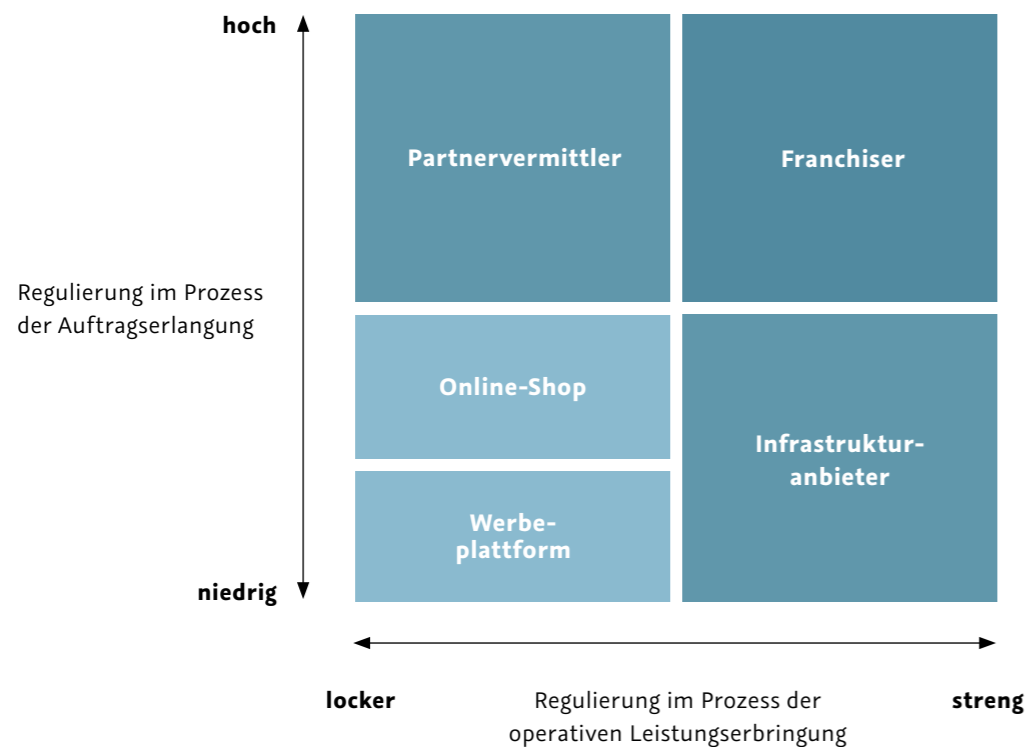 hoch
Partnervermittler
Franchiser
Regulierung im Prozess
der Auftragserlangung
Online-Shop
Infrastruktur-
anbieter
Werbe-
plattform
niedrig
locker
Regulierung im Prozess der
operativen Leistungserbringung
streng